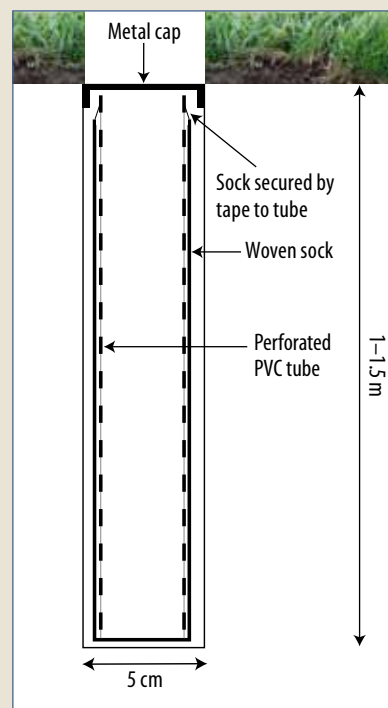 Metal cap
Sock secured by
tape to tube
Woven sock
Perforated
PVC tube
1–1.5 m
5 cm